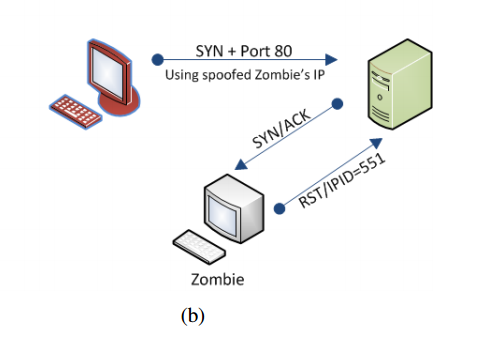 SYN + Port 80
Using spoofed Zombie's IP
SYN/ACK
RST/IPID=551
Zombie
(b)